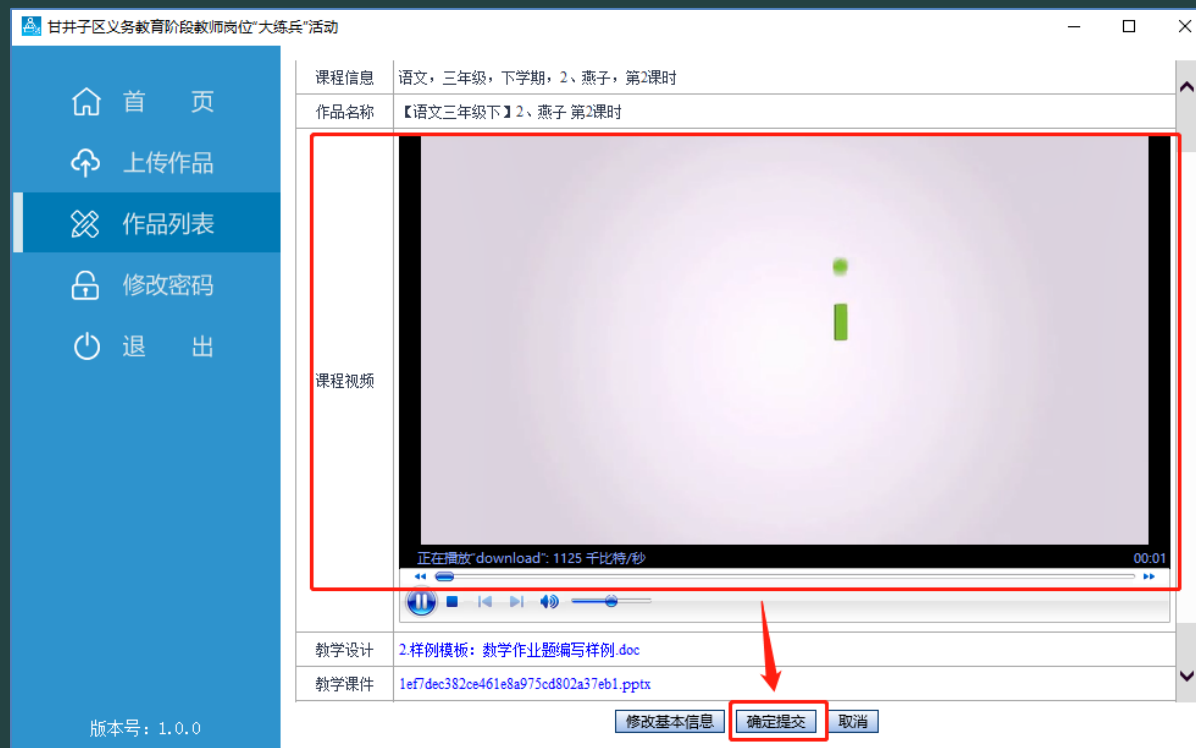 甘井子区义务教育阶段教师岗位“大练兵”活动
首 页
上传作品
作品列表
修改密码
退 出
版本号：1.0.0
课程信息 语文，三年级，下学期，2、燕子，第2课时
作品名称 【语文三年级下】2、燕子 第2课时
课程视频
正在播放“download”: 1125 千比特/秒 00:01
教学设计 2.样例模板：数学作业题编写样例.doc
教学课件 1ef7dec382ce461e8a975cd802a37eb1.pptx
修改基本信息 确定提交 取消